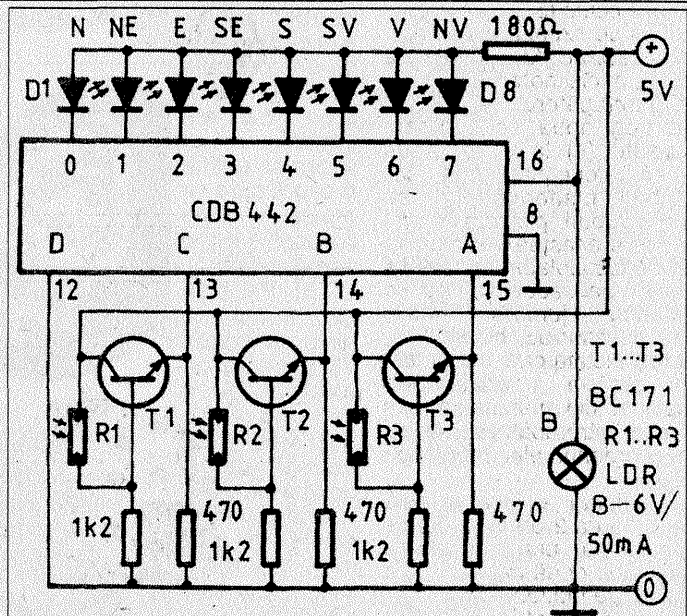 N NE E SE S SV V NV 180Ω +
D1 D8 5V
0 1 2 3 4 5 6 7 16
CDB442 8
D C B A
12 13 14 15
T1 T2 T3
R1 R2 R3
1k2 470 1k2 470 1k2 470
B
T1..T3
BC171
R1..R3
LDR
B–6V/
50mA
0